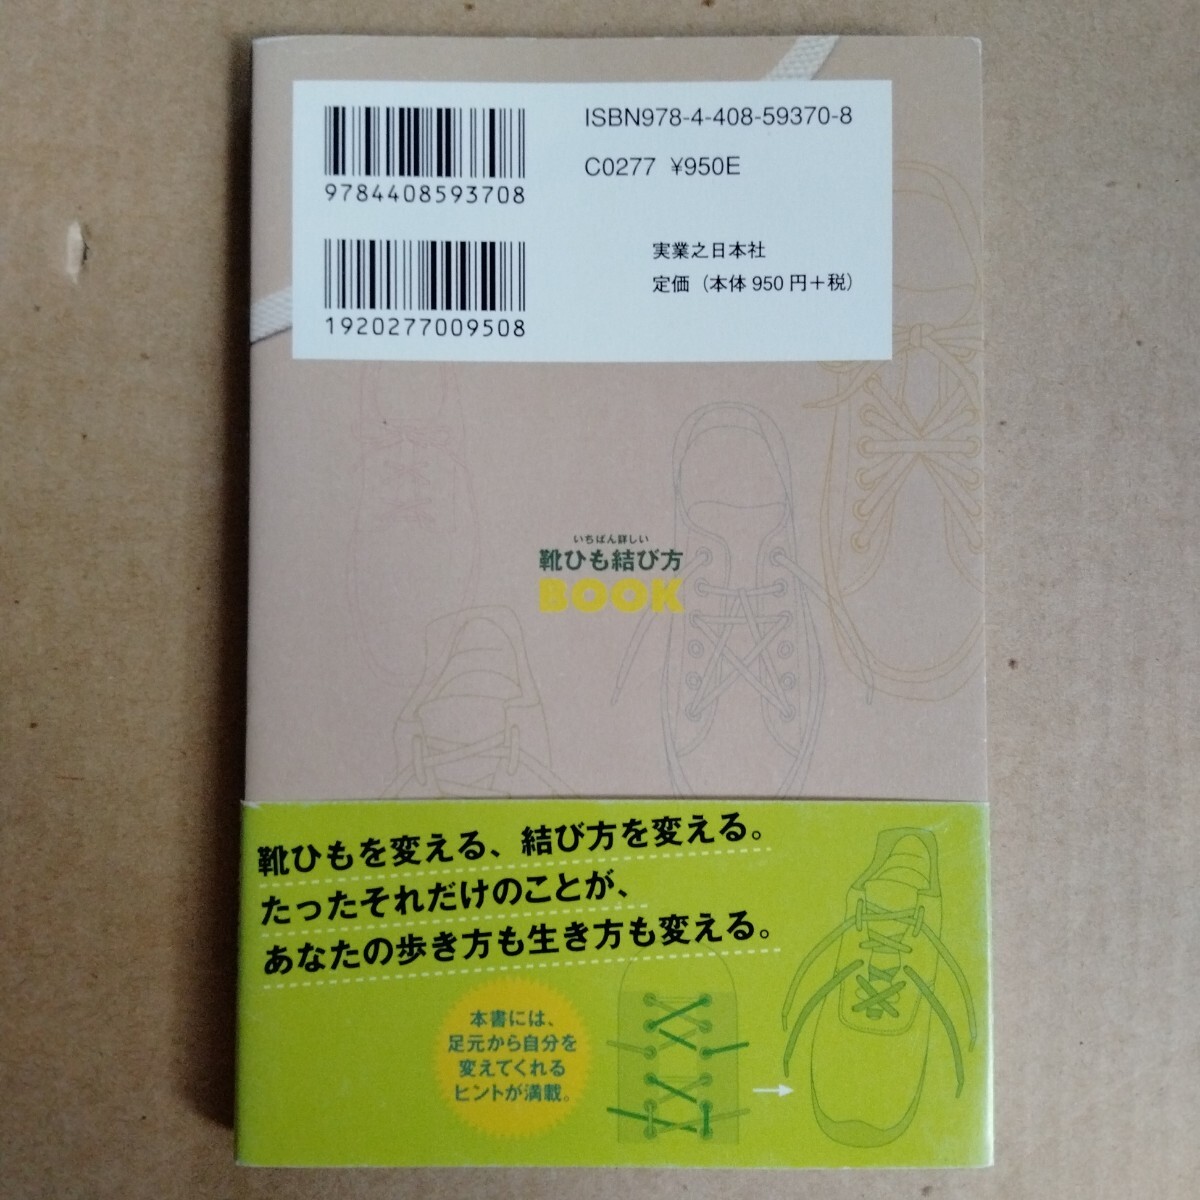 ISBN978-4-408-59370-8
9784408593708
C0277 ¥950E
1920277009508
実業之日本社
定価（本体950円＋税）
いちばん詳しい
靴ひも結び方
BOOK
靴ひもを変える、結び方を変える。
たったそれだけのことが、
あなたの歩き方も生き方も変える。
本書には、
足元から自分を
変えてくれる
ヒントが満載。